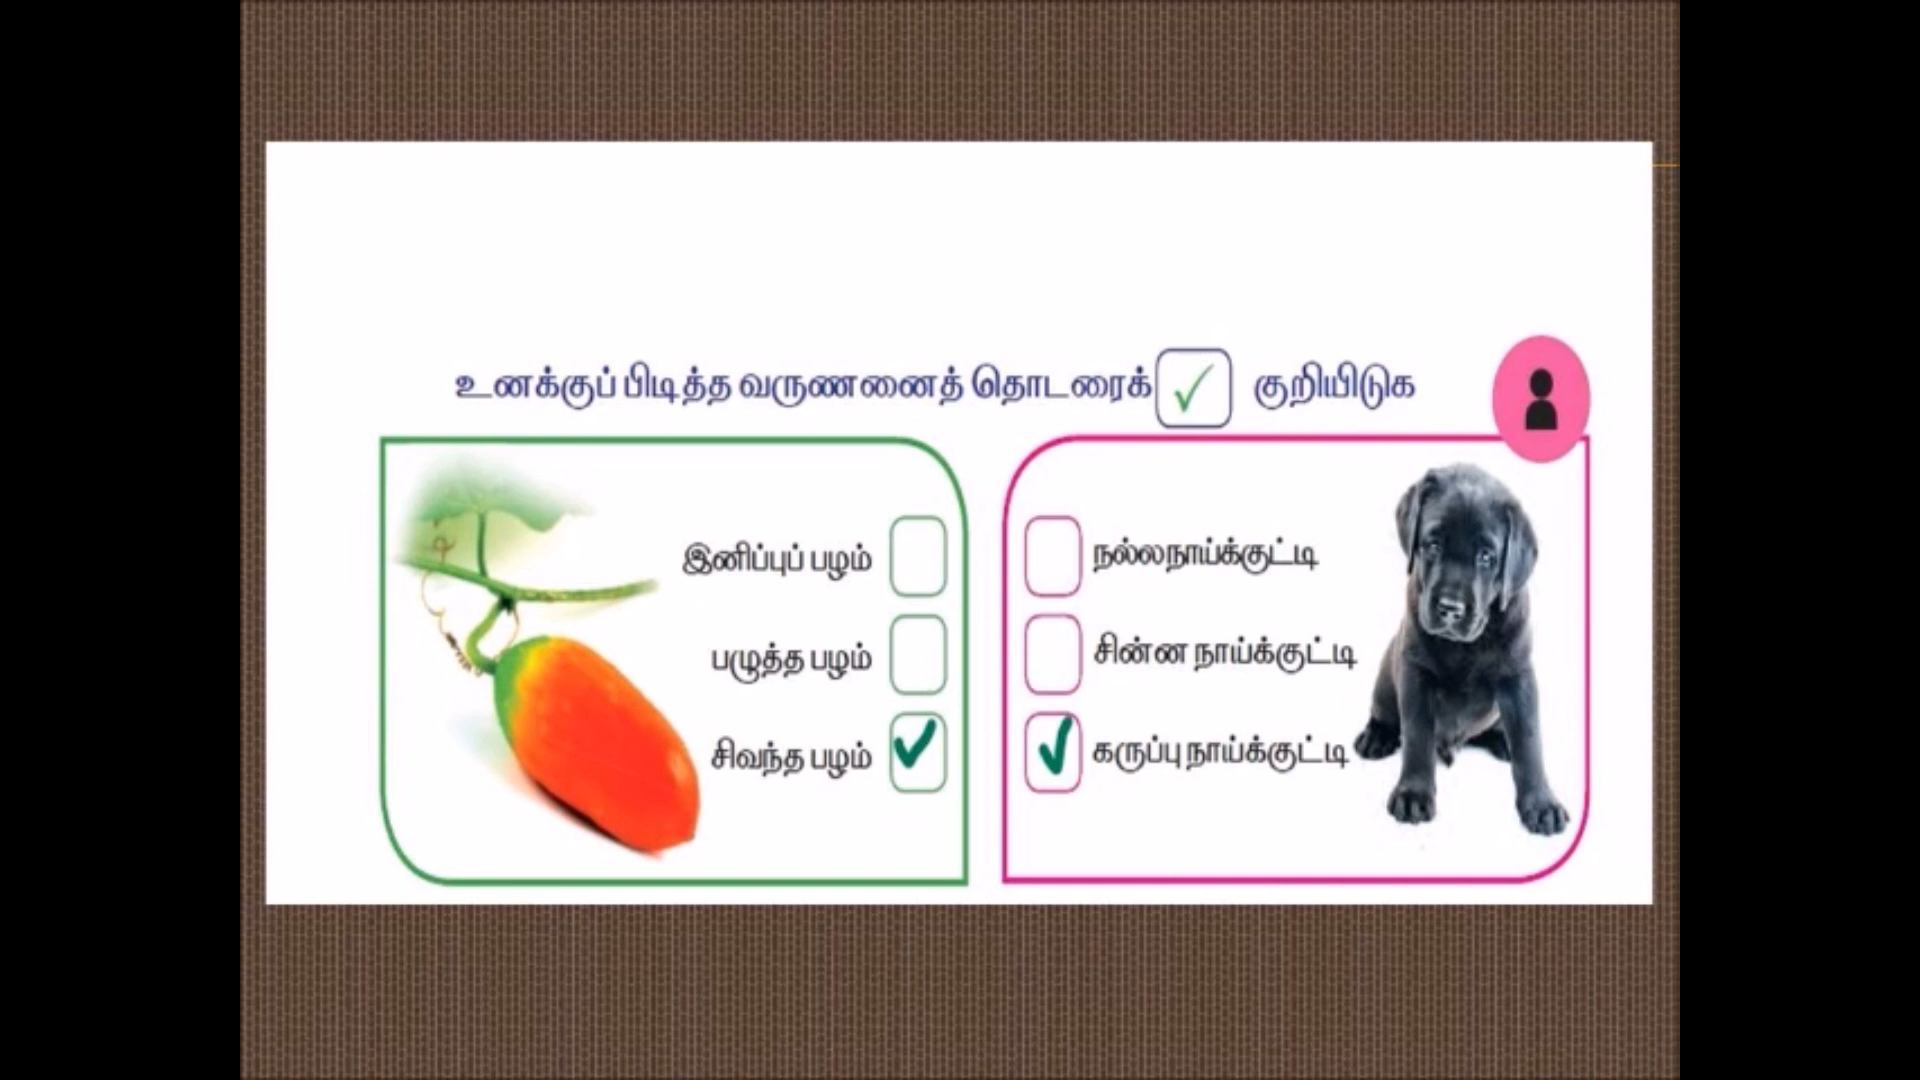 உனக்குப் பிடித்த வருணனைத் தொடரைக் ✓ குறியிடுக
இனிப்புப் பழம்
பழுத்த பழம்
சிவந்த பழம் ✓
நல்லநாய்க்குட்டி
சின்ன நாய்க்குட்டி
✓ கருப்பு நாய்க்குட்டி